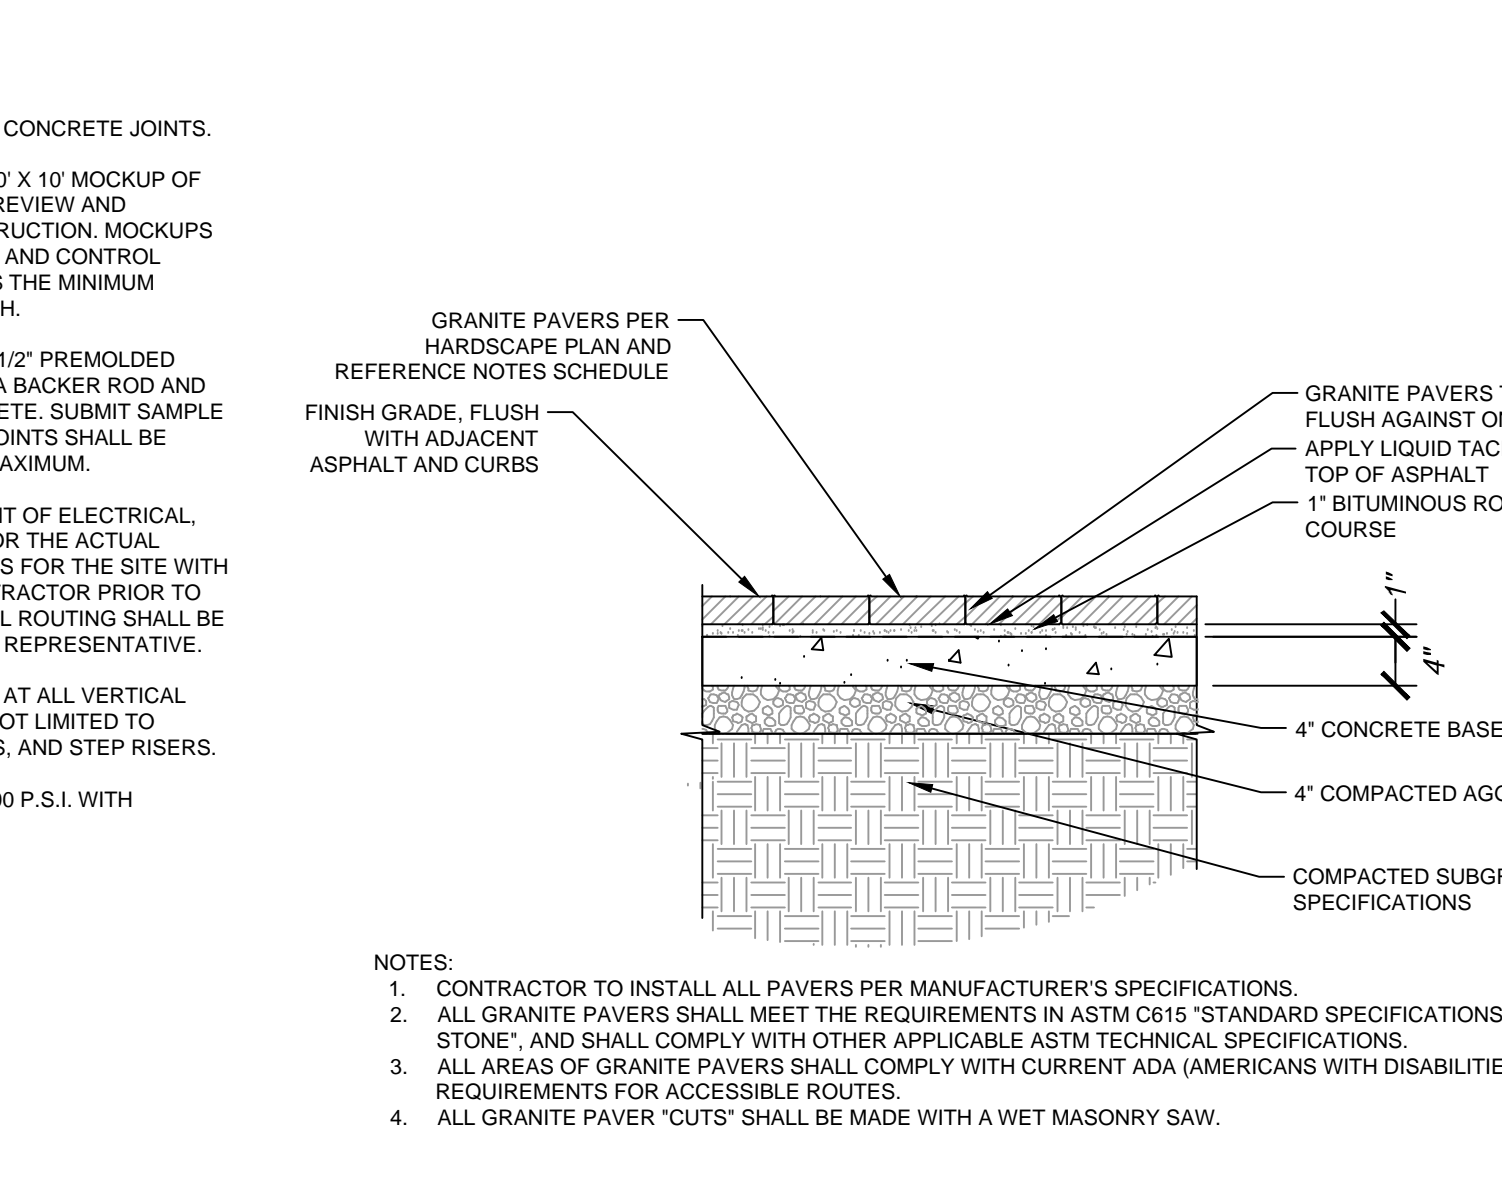 CONCRETE JOINTS.
0' X 10' MOCKUP OF
REVIEW AND
RUCTION. MOCKUPS
AND CONTROL
S THE MINIMUM
H.
1/2" PREMOLDED
A BACKER ROD AND
ETE. SUBMIT SAMPLE
OINTS SHALL BE
AXIMUM.
NT OF ELECTRICAL,
OR THE ACTUAL
S FOR THE SITE WITH
TRACTOR PRIOR TO
L ROUTING SHALL BE
REPRESENTATIVE.
AT ALL VERTICAL
OT LIMITED TO
S, AND STEP RISERS.
00 P.S.I. WITH
GRANITE PAVERS PER
HARDSCAPE PLAN AND
REFERENCE NOTES SCHEDULE
FINISH GRADE, FLUSH
WITH ADJACENT
ASPHALT AND CURBS
GRANITE PAVERS T
FLUSH AGAINST ON
APPLY LIQUID TAC
TOP OF ASPHALT
1" BITUMINOUS RO
COURSE
1"
4"
4" CONCRETE BASE
4" COMPACTED AGG
COMPACTED SUBGR
SPECIFICATIONS
NOTES:
1. CONTRACTOR TO INSTALL ALL PAVERS PER MANUFACTURER'S SPECIFICATIONS.
2. ALL GRANITE PAVERS SHALL MEET THE REQUIREMENTS IN ASTM C615 "STANDARD SPECIFICATIONS
STONE", AND SHALL COMPLY WITH OTHER APPLICABLE ASTM TECHNICAL SPECIFICATIONS.
3. ALL AREAS OF GRANITE PAVERS SHALL COMPLY WITH CURRENT ADA (AMERICANS WITH DISABILITIE
REQUIREMENTS FOR ACCESSIBLE ROUTES.
4. ALL GRANITE PAVER "CUTS" SHALL BE MADE WITH A WET MASONRY SAW.